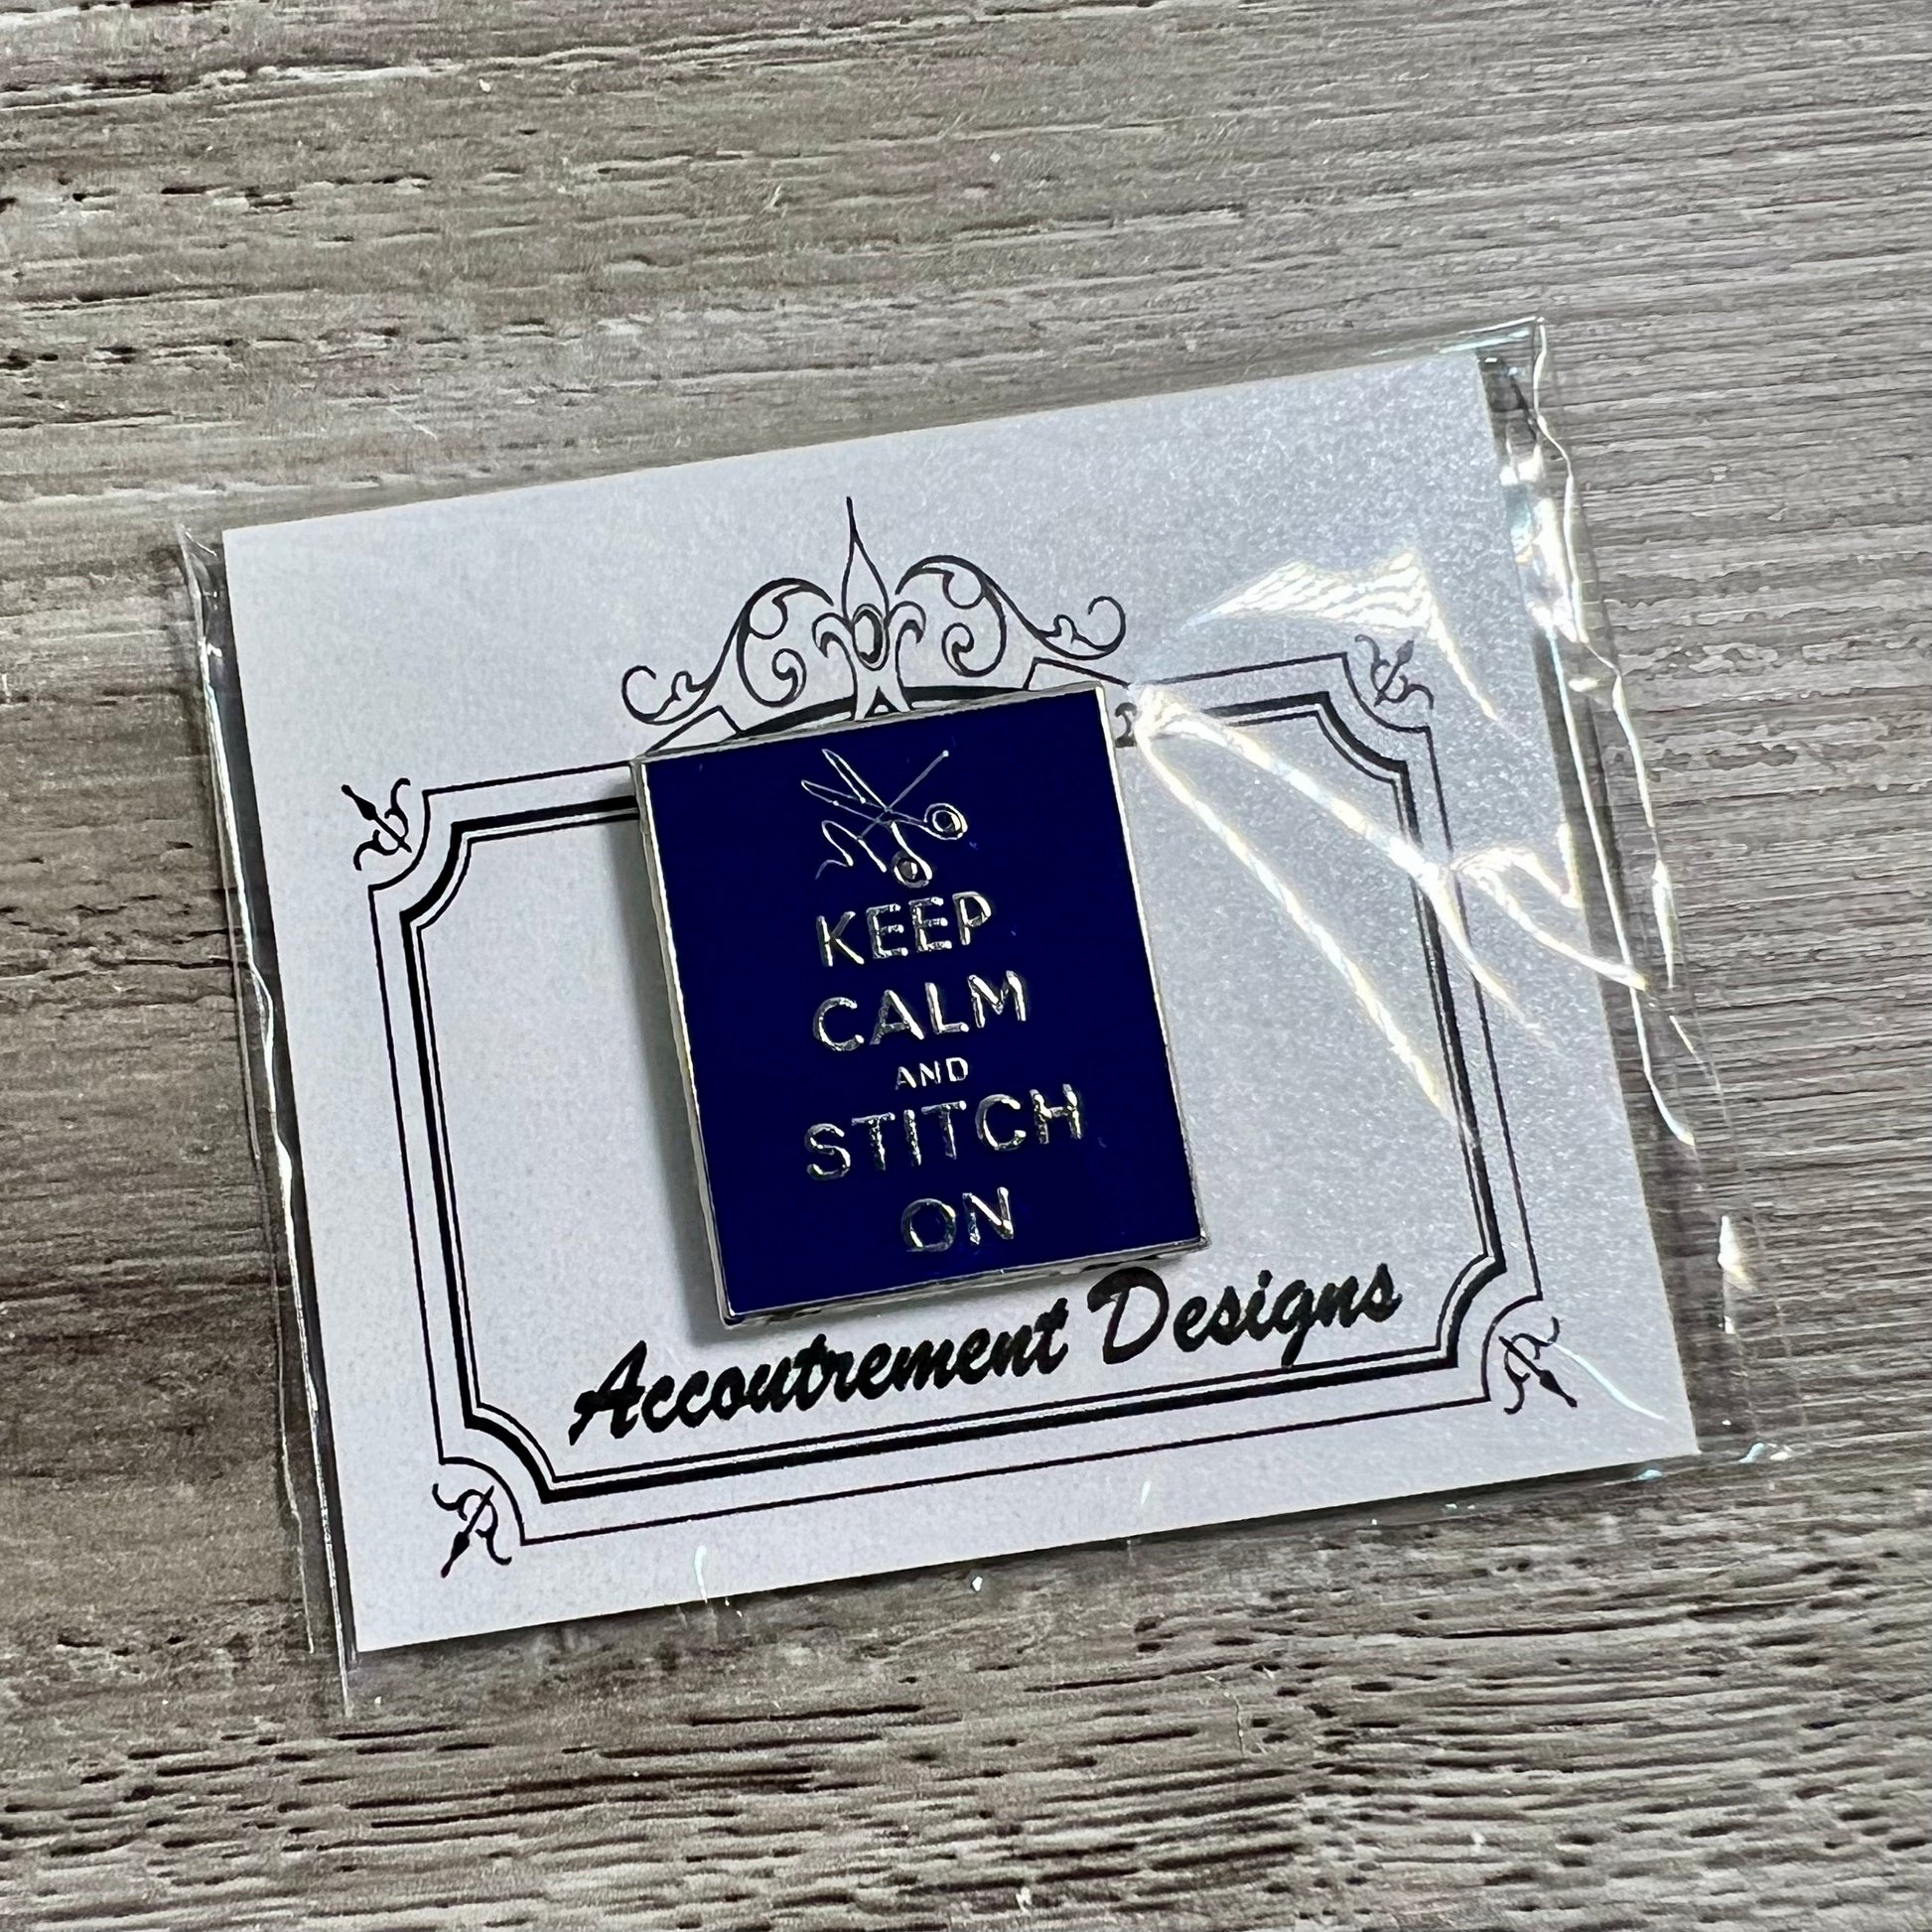 KEEP
CALM
AND
STITCH
ON
Accoutrement Designs